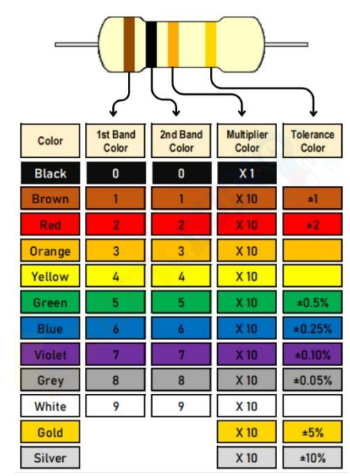 Color 1st Band Color 2nd Band Color Multiplier Color Tolerance Color
Black 0 0 X 1
Brown 1 1 X 10 ±1
Red 2 2 X 10 ±2
Orange 3 3 X 10
Yellow 4 4 X 10
Green 5 5 X 10 ±0.5%
Blue 6 6 X 10 ±0.25%
Violet 7 7 X 10 ±0.10%
Grey 8 8 X 10 ±0.05%
White 9 9 X 10
Gold X 10 ±5%
Silver X 10 ±10%